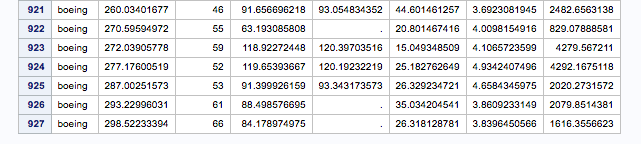 921 boeing 260.03401677 46 91.656696218 93.054834352 44.601461257 3.6923081945 2482.6563138
922 boeing 270.59594972 55 63.193085808 . 20.801467416 4.0098154916 829.07888581
923 boeing 272.03905778 59 118.92272448 120.39703516 15.049348509 4.1065723599 4279.567211
924 boeing 277.17600519 52 119.65393667 120.19232219 25.182762649 4.9342407496 4292.1675118
925 boeing 287.00251573 53 91.399926159 93.343173573 26.329234721 4.6584345975 2020.2731572
926 boeing 293.22996031 61 88.498576695 . 35.034204541 3.8609233149 2079.8514381
927 boeing 298.52233394 66 84.178974975 . 26.318128781 3.8396450566 1616.3556623